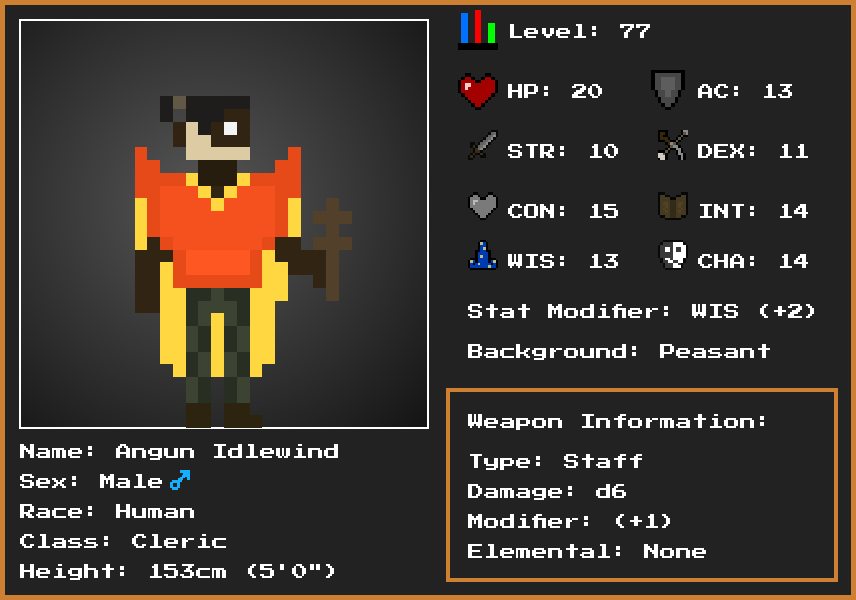 Level: 77
HP: 20
AC: 13
STR: 10
DEX: 11
CON: 15
INT: 14
WIS: 13
CHA: 14
Stat Modifier: WIS (+2)
Background: Peasant
Weapon Information:
Type: Staff
Damage: d6
Modifier: (+1)
Elemental: None
Name: Angun Idlewind
Sex: Male ♂
Race: Human
Class: Cleric
Height: 153cm (5'0")